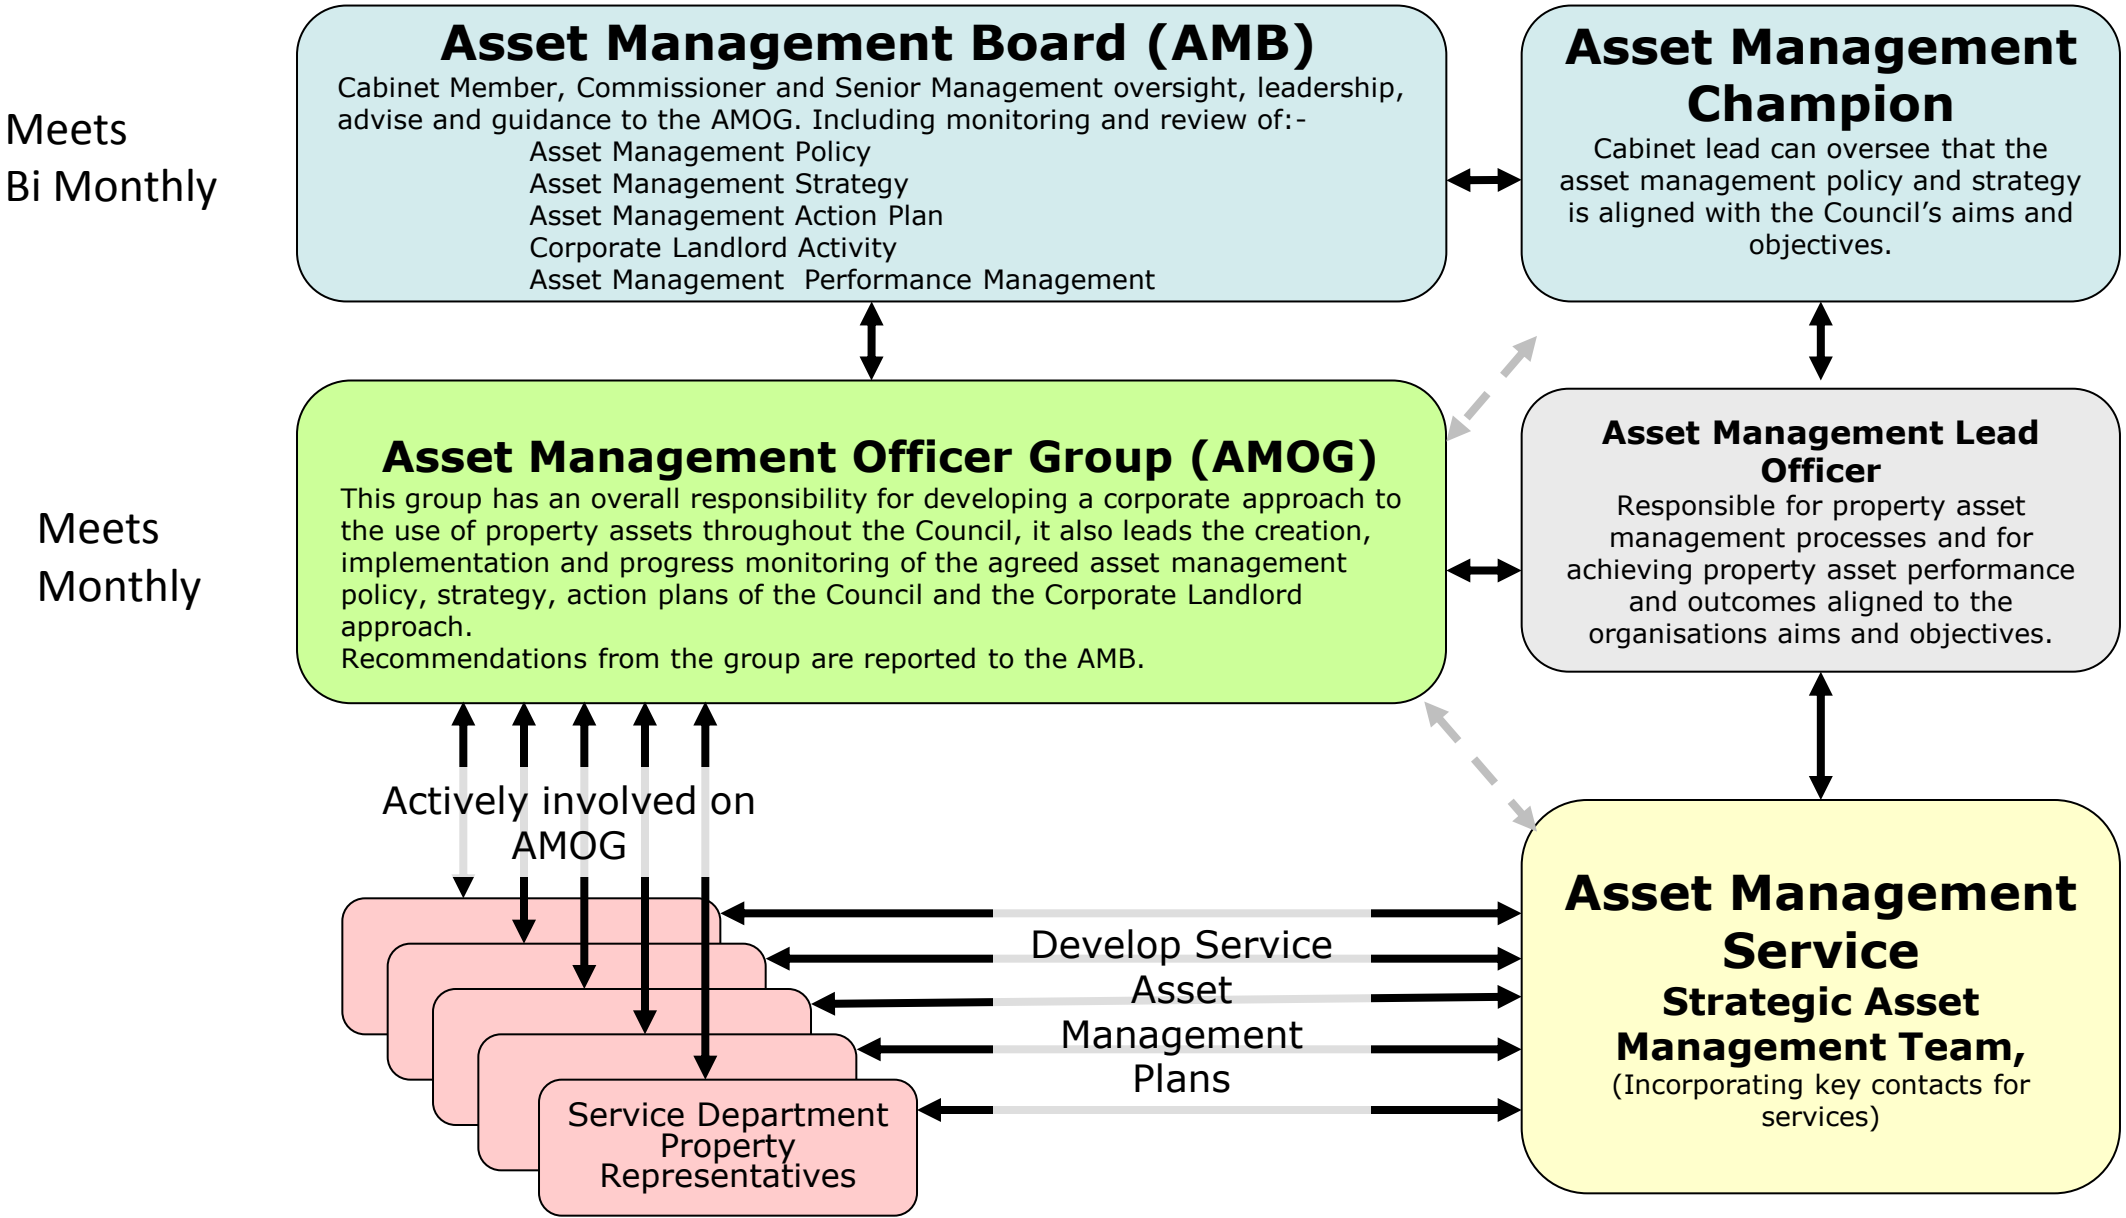 Meets
Bi Monthly
Asset Management Board (AMB)
Cabinet Member, Commissioner and Senior Management oversight, leadership,
advise and guidance to the AMOG. Including monitoring and review of:-
Asset Management Policy
Asset Management Strategy
Asset Management Action Plan
Corporate Landlord Activity
Asset Management  Performance Management
Asset Management
Champion
Cabinet lead can oversee that the
asset management policy and strategy
is aligned with the Council’s aims and
objectives.
Meets
Monthly
Asset Management Officer Group (AMOG)
This group has an overall responsibility for developing a corporate approach to
the use of property assets throughout the Council, it also leads the creation,
implementation and progress monitoring of the agreed asset management
policy, strategy, action plans of the Council and the Corporate Landlord
approach.
Recommendations from the group are reported to the AMB.
Asset Management Lead
Officer
Responsible for property asset
management processes and for
achieving property asset performance
and outcomes aligned to the
organisations aims and objectives.
Actively involved on
AMOG
Service Department
Property
Representatives
Develop Service
Asset
Management
Plans
Asset Management
Service
Strategic Asset
Management Team,
(Incorporating key contacts for
services)